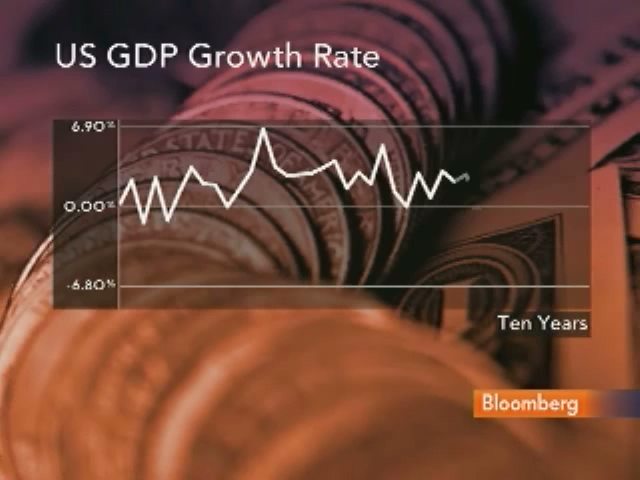 US GDP Growth Rate
6.90%
0.00%
-6.80%
Ten Years
Bloomberg